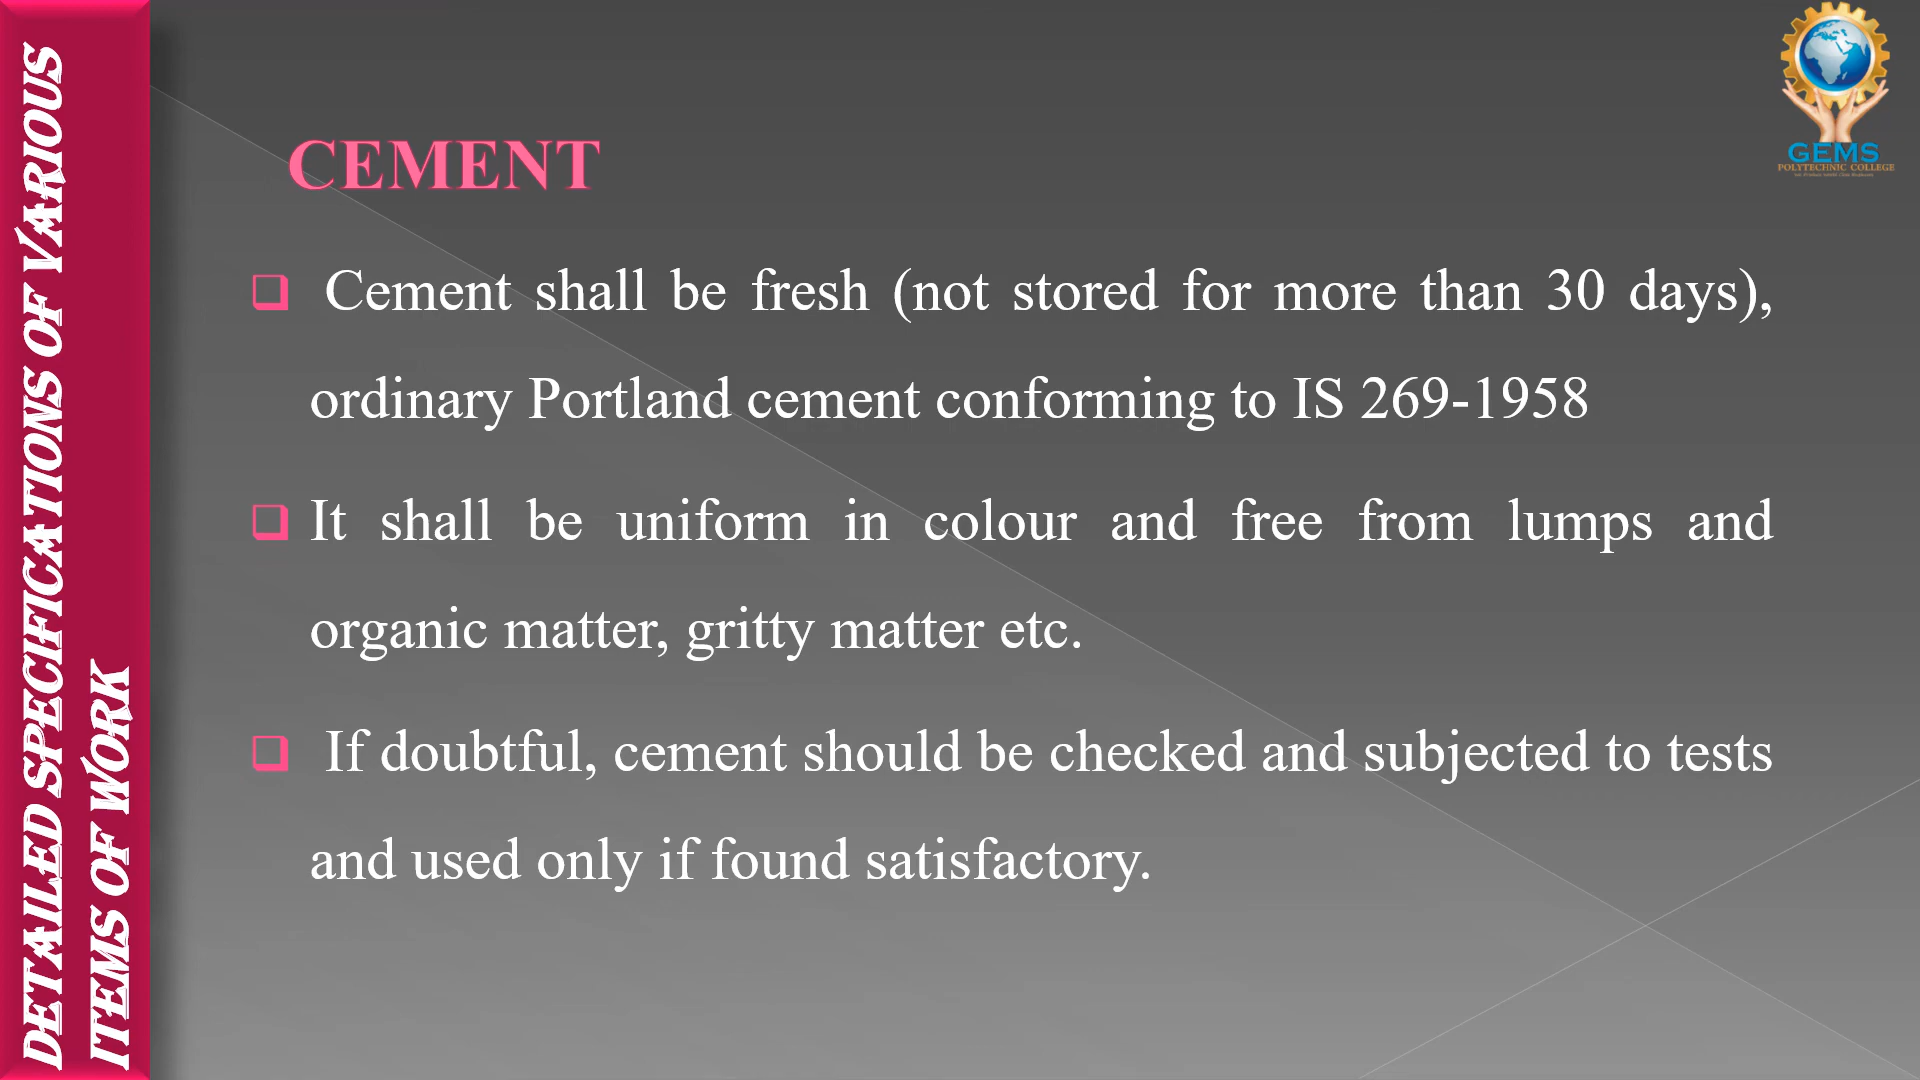 DETAILED SPECIFICATIONS OF VARIOUS
ITEMS OF WORK
CEMENT
Cement shall be fresh (not stored for more than 30 days),
ordinary Portland cement conforming to IS 269-1958
It shall be uniform in colour and free from lumps and
organic matter, gritty matter etc.
If doubtful, cement should be checked and subjected to tests
and used only if found satisfactory.
GEMS
POLYTECHNIC COLLEGE